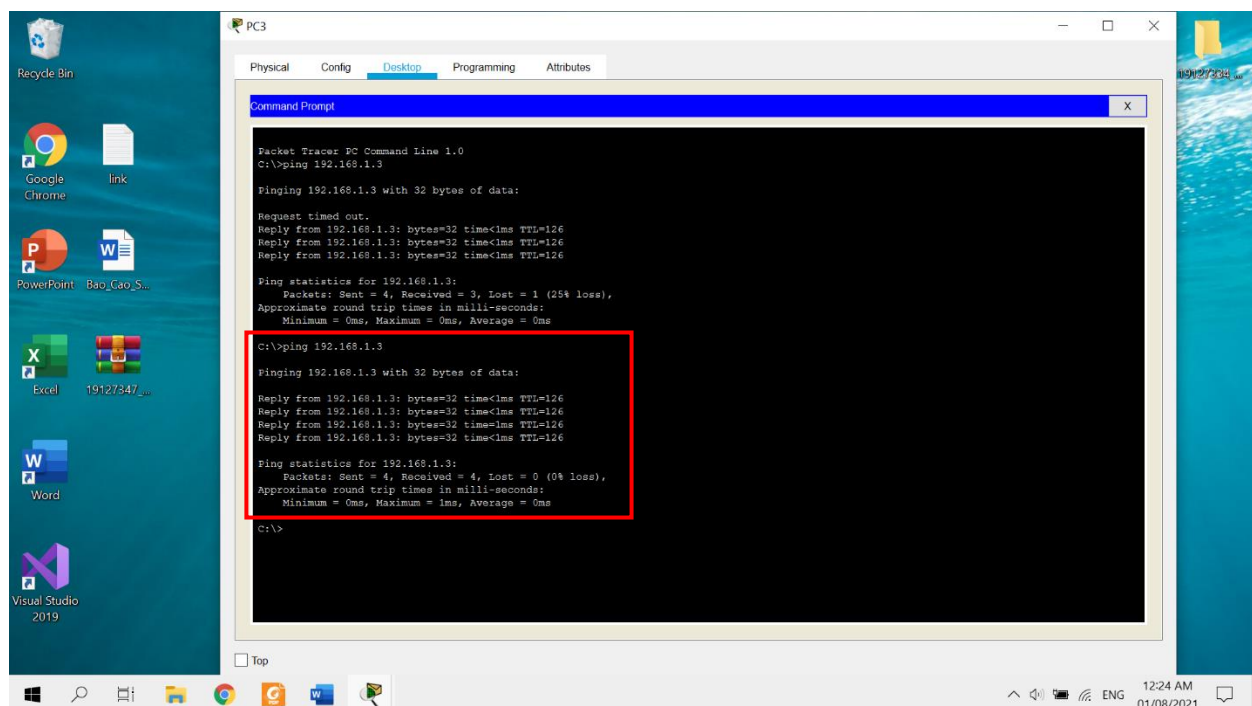 PC3
Physical Config Desktop Programming Attributes
Command Prompt
X
Packet Tracer PC Command Line 1.0
C:\>ping 192.168.1.3
Pinging 192.168.1.3 with 32 bytes of data:
Request timed out.
Reply from 192.168.1.3: bytes=32 time<1ms TTL=126
Reply from 192.168.1.3: bytes=32 time<1ms TTL=126
Reply from 192.168.1.3: bytes=32 time<1ms TTL=126
Ping statistics for 192.168.1.3:
Packets: Sent = 4, Received = 3, Lost = 1 (25% loss),
Approximate round trip times in milli-seconds:
Minimum = 0ms, Maximum = 0ms, Average = 0ms
C:\>ping 192.168.1.3
Pinging 192.168.1.3 with 32 bytes of data:
Reply from 192.168.1.3: bytes=32 time<1ms TTL=126
Reply from 192.168.1.3: bytes=32 time<1ms TTL=126
Reply from 192.168.1.3: bytes=32 time=1ms TTL=126
Reply from 192.168.1.3: bytes=32 time<1ms TTL=126
Ping statistics for 192.168.1.3:
Packets: Sent = 4, Received = 4, Lost = 0 (0% loss),
Approximate round trip times in milli-seconds:
Minimum = 0ms, Maximum = 1ms, Average = 0ms
C:\>
Top
Recycle Bin
Google
Chrome
link
PowerPoint
Bao_Cao_S...
Excel
19127347_...
Word
Visual Studio
2019
19127334_...
ENG
12:24 AM
01/08/2021